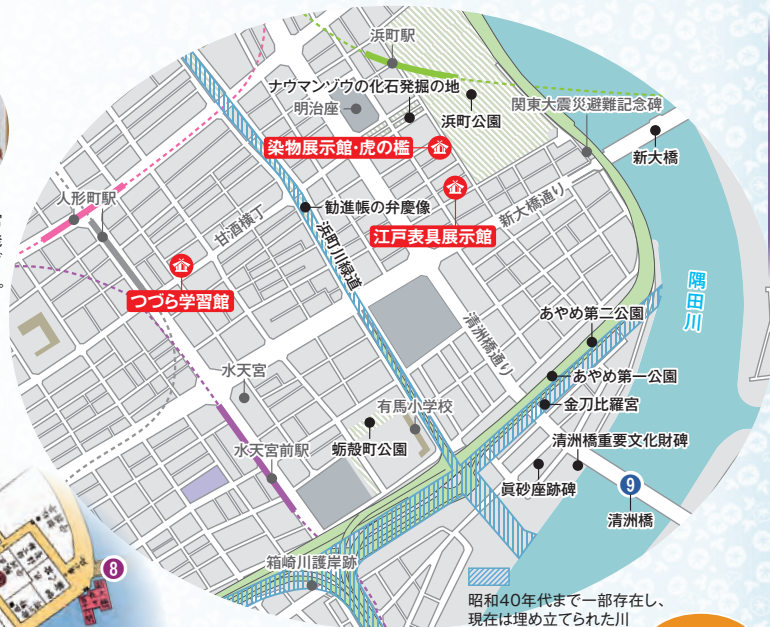 浜町駅
ナウマンゾウの化石発掘の地
明治座
浜町公園
関東大震災避難記念碑
新大橋
染物展示館・虎の檻
人形町駅
甘酒横丁
勧進帳の弁慶像
新大橋通り
江戸表具展示館
浜町川緑道
つづら学習館
隅田川
清洲橋通り
あやめ第二公園
あやめ第一公園
水天宮
有馬小学校
金刀比羅宮
水天宮前駅
蛎殻町公園
清洲橋重要文化財碑
眞砂座跡碑
9
清洲橋
8
箱崎川護岸跡
昭和40年代まで一部存在し、
現在は埋め立てられた川